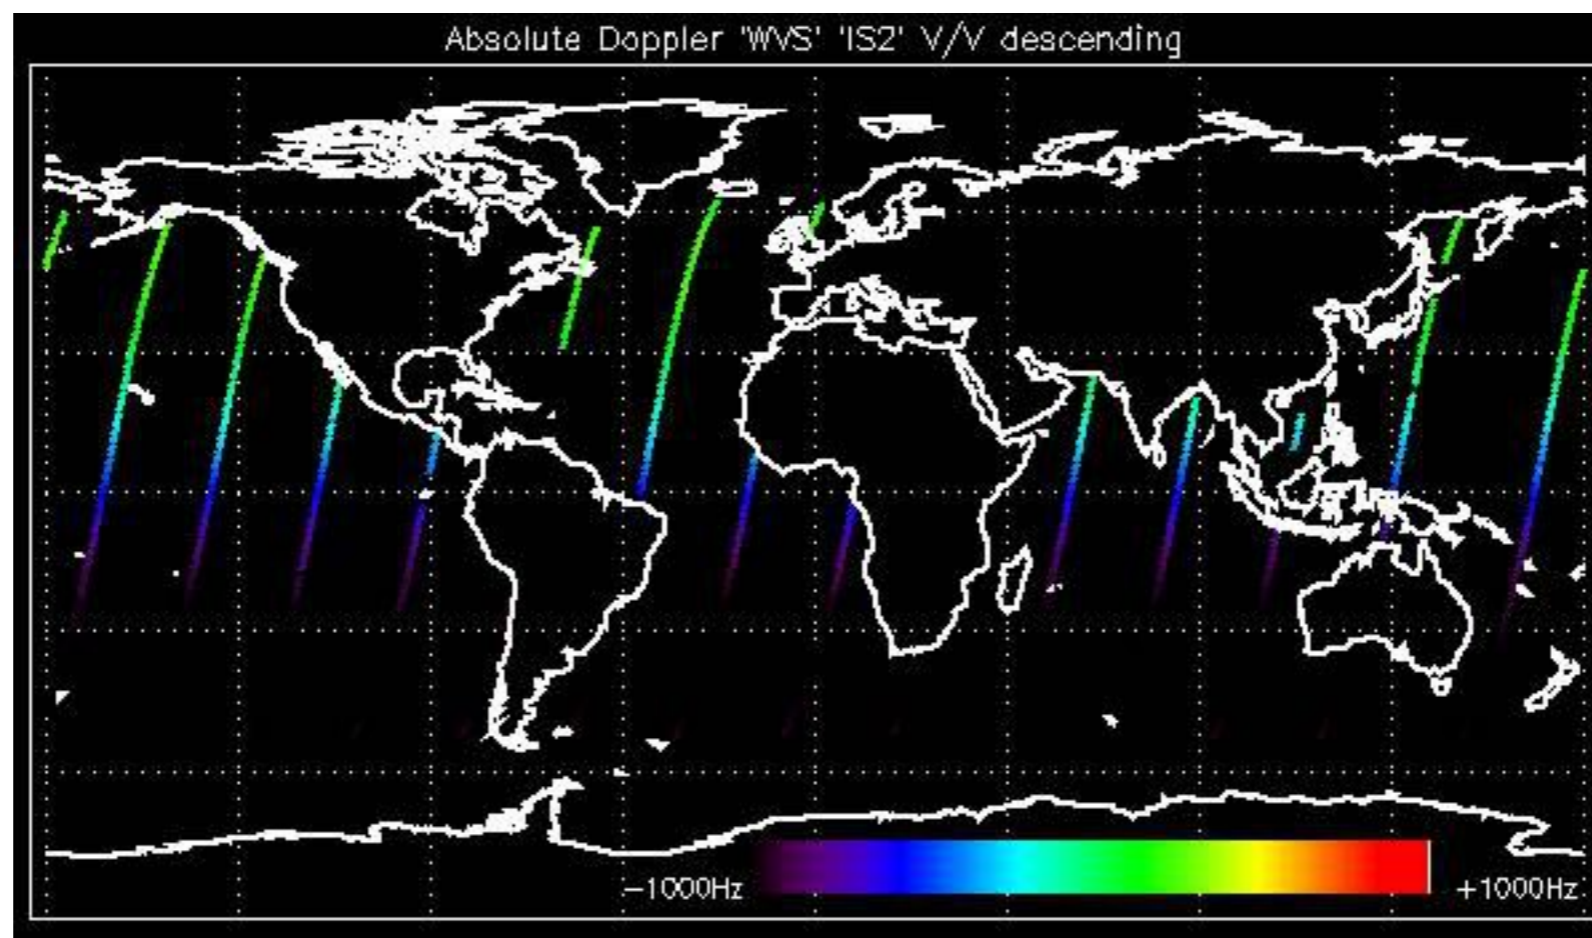 Absolute Doppler 'WVS' 'IS2' V/V descending
−1000Hz +1000Hz